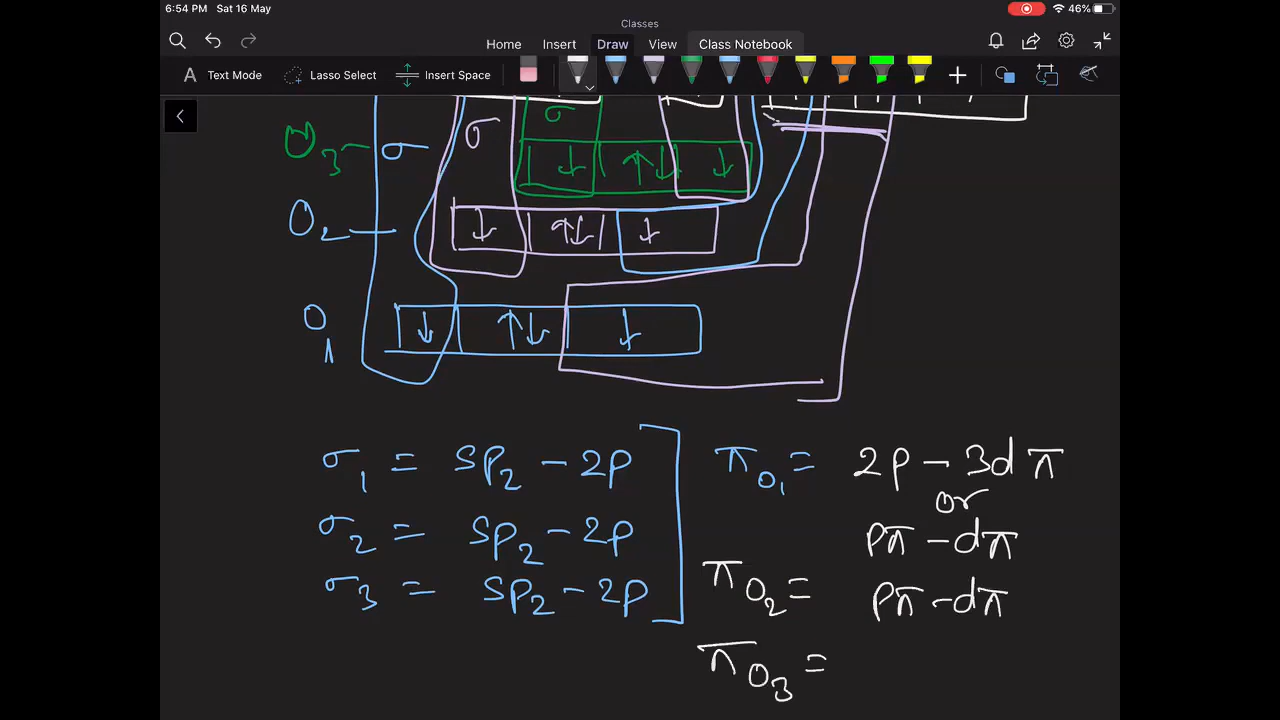 6:54 PM Sat 16 May
46%
Classes
Home Insert Draw View Class Notebook
Text Mode Lasso Select Insert Space
σ
σ
O3 σ
↓ ↑↓ ↓
O2
↓ ↑↓ ↓
O1
↓ ↑↓ ↓
σ1 = sp2 - 2p
σ2 = sp2 - 2p
σ3 = sp2 - 2p
πO1 = 2p - 3d π
or
pπ - dπ
πO2 = pπ - dπ
πO3 =